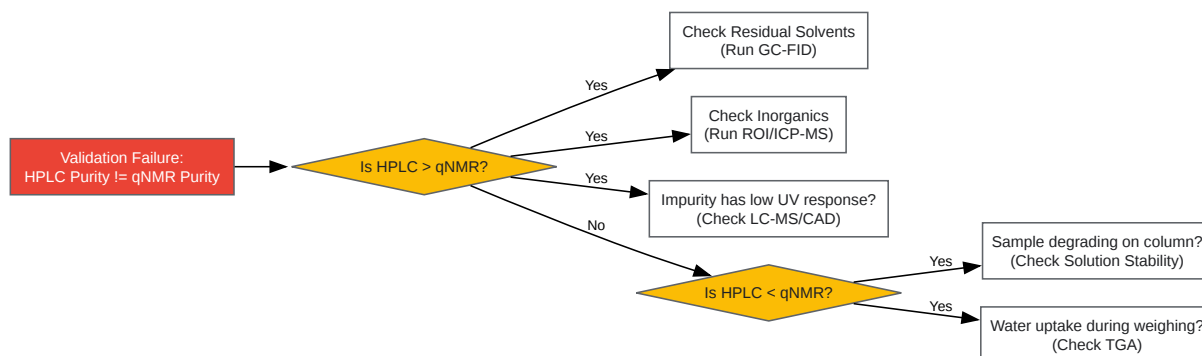 Validation Failure:
HPLC Purity != qNMR Purity
Is HPLC > qNMR?
Yes
Check Residual Solvents
(Run GC-FID)
Yes
Check Inorganics
(Run ROI/ICP-MS)
Yes
Impurity has low UV response?
(Check LC-MS/CAD)
No
Is HPLC < qNMR?
Yes
Sample degrading on column?
(Check Solution Stability)
Yes
Water uptake during weighing?
(Check TGA)